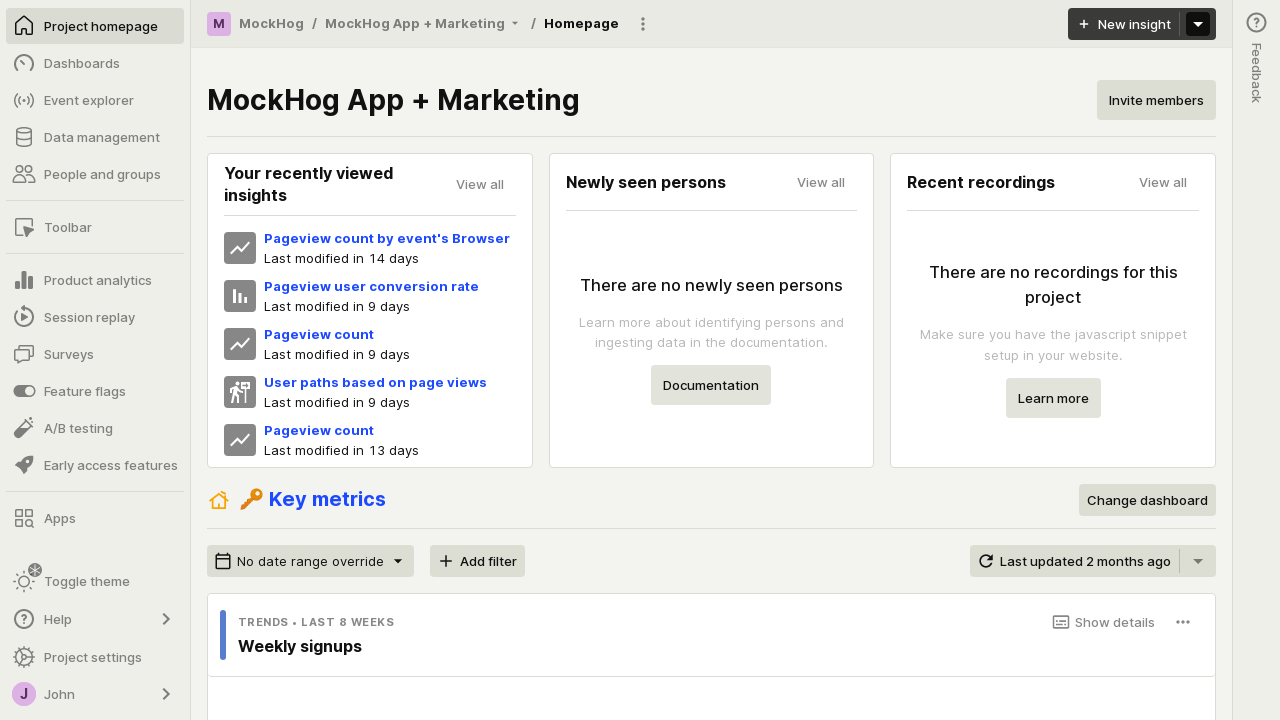 Project homepage
Dashboards
Event explorer
Data management
People and groups
Toolbar
Product analytics
Session replay
Surveys
Feature flags
A/B testing
Early access features
Apps
Toggle theme
Help
Project settings
J John
M MockHog / MockHog App + Marketing / Homepage
New insight
MockHog App + Marketing
Invite members
Your recently viewed
insights
View all
Pageview count by event's Browser
Last modified in 14 days
Pageview user conversion rate
Last modified in 9 days
Pageview count
Last modified in 9 days
User paths based on page views
Last modified in 9 days
Pageview count
Last modified in 13 days
Newly seen persons
View all
There are no newly seen persons
Learn more about identifying persons and
ingesting data in the documentation.
Documentation
Recent recordings
View all
There are no recordings for this
project
Make sure you have the javascript snippet
setup in your website.
Learn more
🔑 Key metrics
Change dashboard
No date range override
Add filter
Last updated 2 months ago
TRENDS • LAST 8 WEEKS
Weekly signups
Show details
Feedback